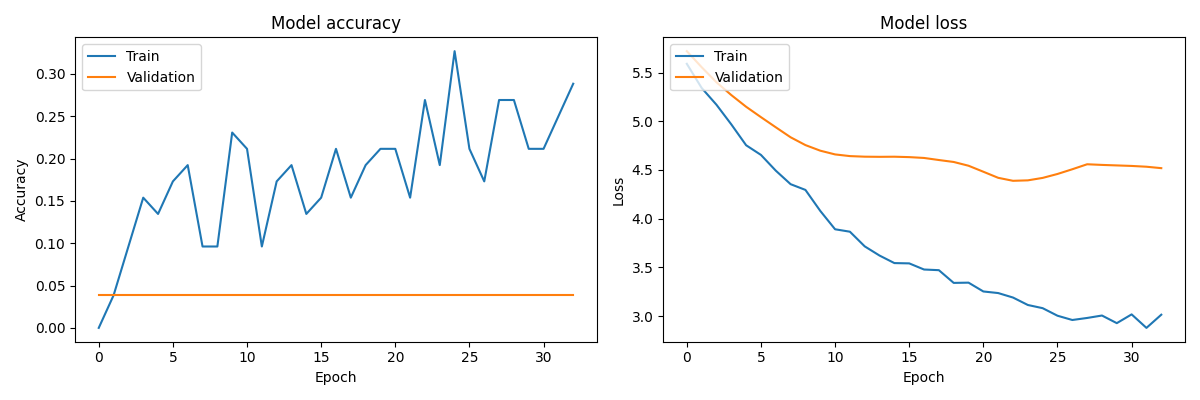 Model accuracy
Train
Validation
0.30
0.25
0.20
0.15
0.10
0.05
0.00
Accuracy
0 5 10 15 20 25 30
Epoch
Model loss
Train
Validation
5.5
5.0
4.5
4.0
3.5
3.0
Loss
0 5 10 15 20 25 30
Epoch